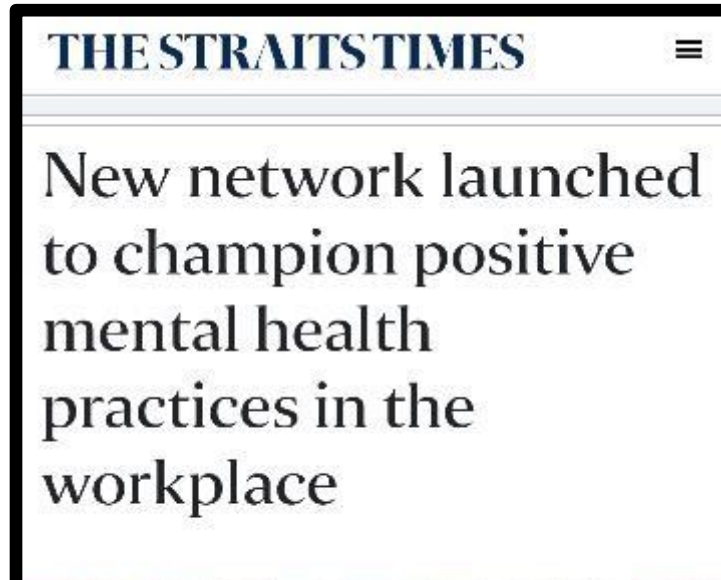 THE STRAITS TIMES
New network launched
to champion positive
mental health
practices in the
workplace